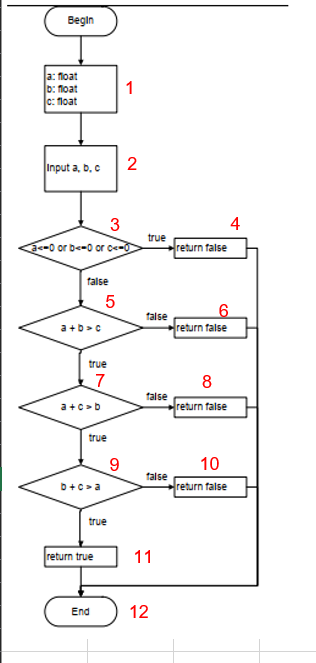 Begin
a: float
b: float
c: float
1
Input a, b, c
2
3
4
a<=0 or b<=0 or c<=0
true
return false
false
5
6
a + b > c
false
return false
true
7
8
a + c > b
false
return false
true
9
10
b + c > a
false
return false
true
return true
11
End
12